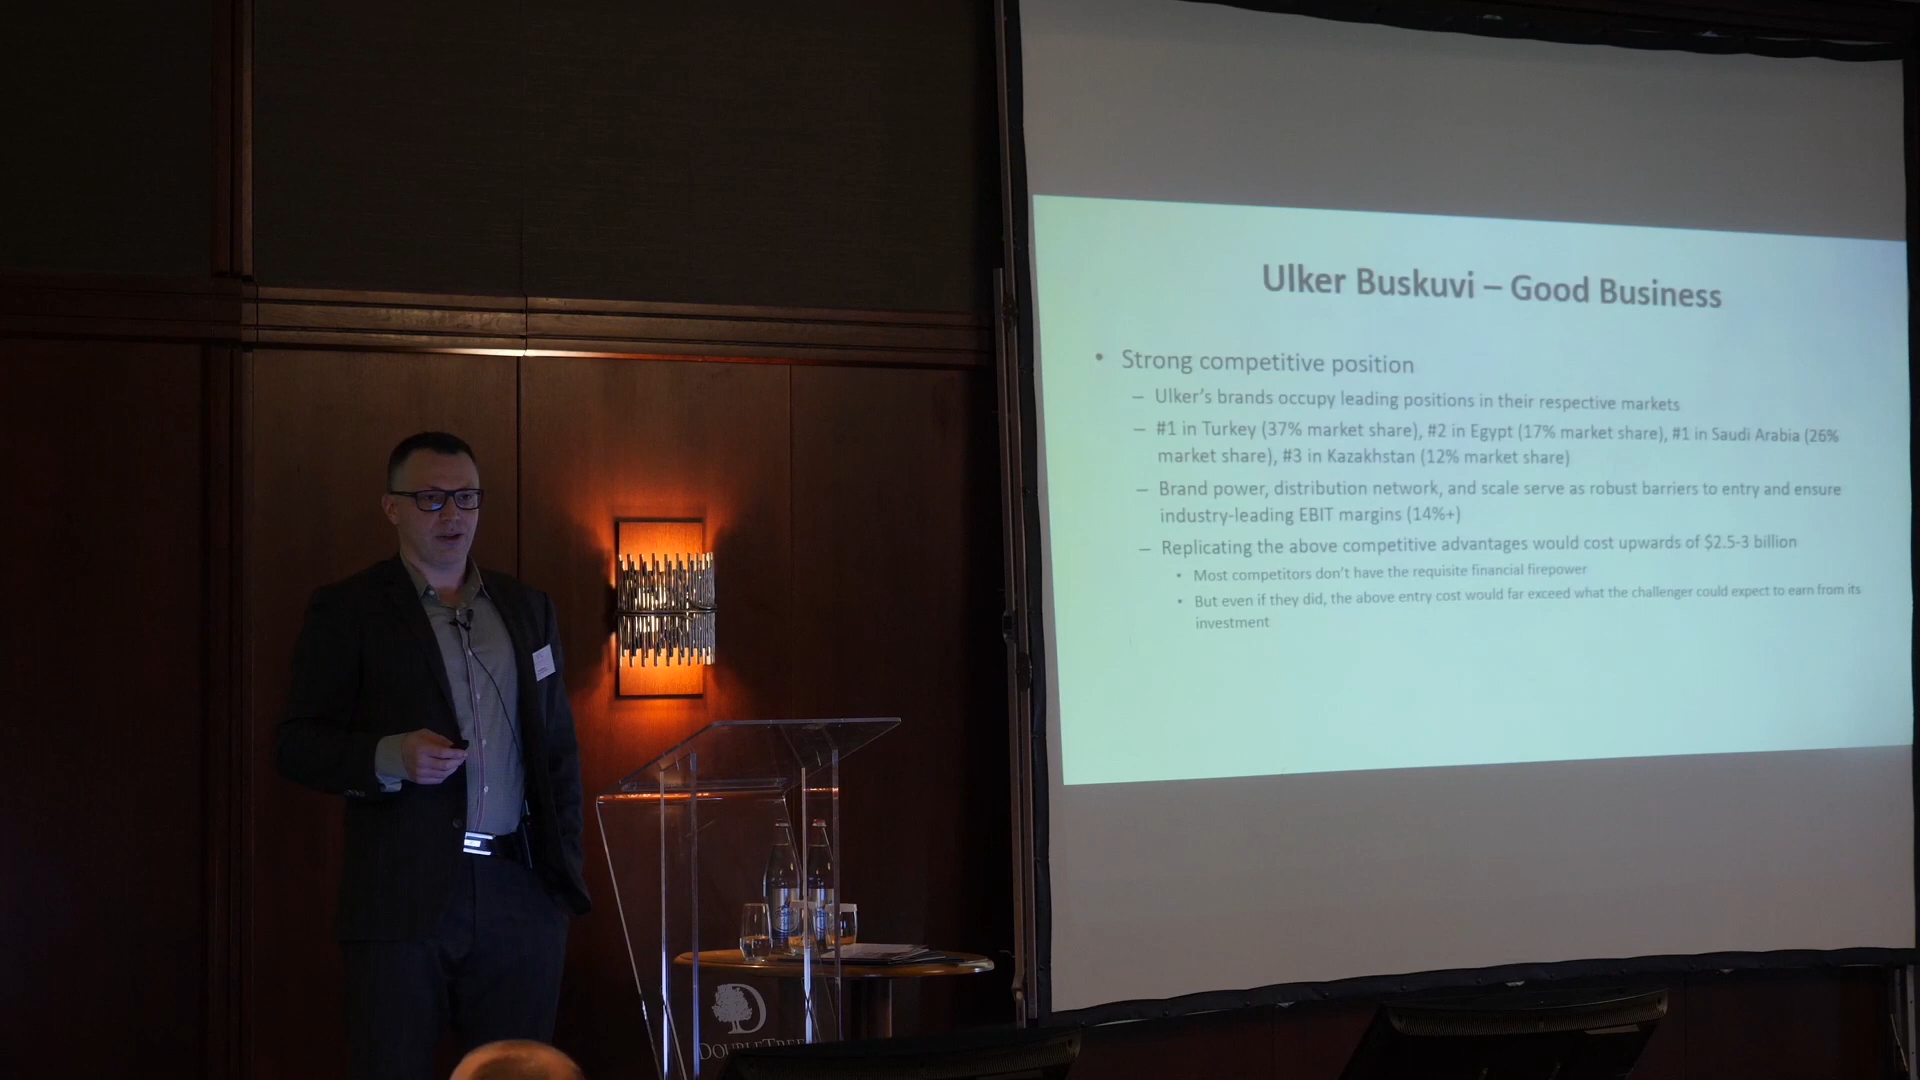 Ulker Buskuvi – Good Business
• Strong competitive position
– Ulker's brands occupy leading positions in their respective markets
– #1 in Turkey (37% market share), #2 in Egypt (17% market share), #1 in Saudi Arabia (26%
market share), #3 in Kazakhstan (12% market share)
– Brand power, distribution network, and scale serve as robust barriers to entry and ensure
industry-leading EBIT margins (14%+)
– Replicating the above competitive advantages would cost upwards of $2.5-3 billion
• Most competitors don't have the requisite financial firepower
• But even if they did, the above entry cost would far exceed what the challenger could expect to earn from its
investment
D
DOUBLETREE